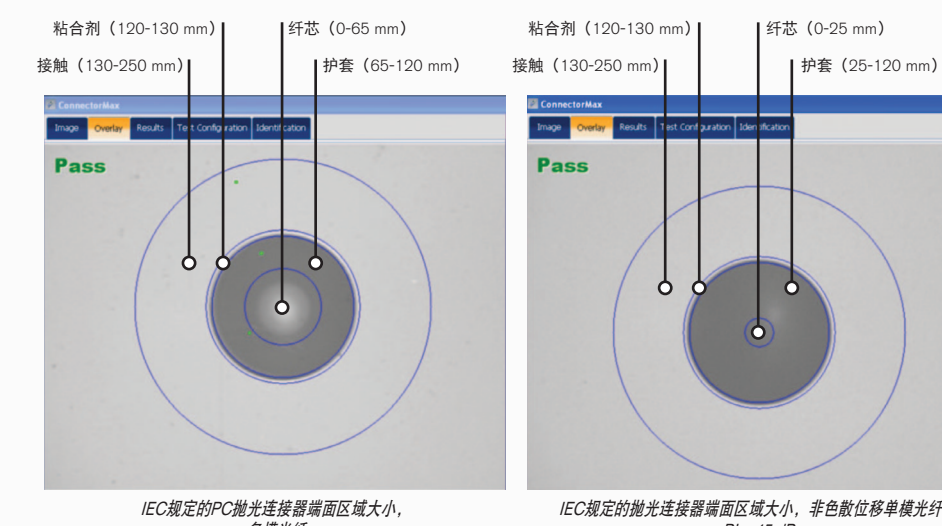 粘合剂（120-130 mm）
纤芯（0-65 mm）
接触（130-250 mm）
护套（65-120 mm）
ConnectorMax
Image Overlay Results Test Configuration Identification
Pass
IEC规定的PC抛光连接器端面区域大小，
多模光纤
粘合剂（120-130 mm）
纤芯（0-25 mm）
接触（130-250 mm）
护套（25-120 mm）
ConnectorMax
Image Overlay Results Test Configuration Identification
Pass
IEC规定的抛光连接器端面区域大小，非色散位移单模光纤